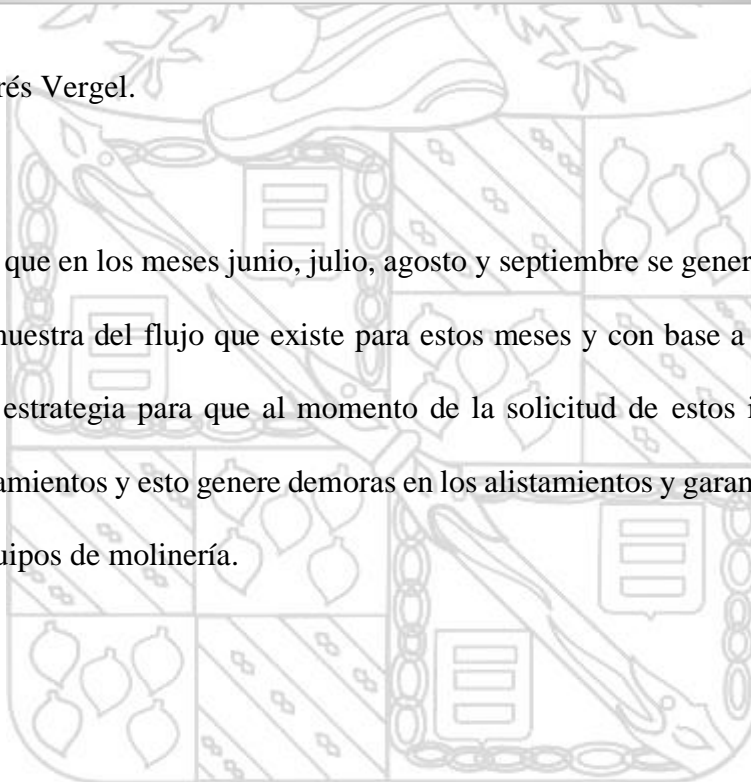 rés Vergel.
que en los meses junio, julio, agosto y septiembre se gener
uestra del flujo que existe para estos meses y con base a
estrategia para que al momento de la solicitud de estos i
amientos y esto genere demoras en los alistamientos y garan
uipos de molinería.